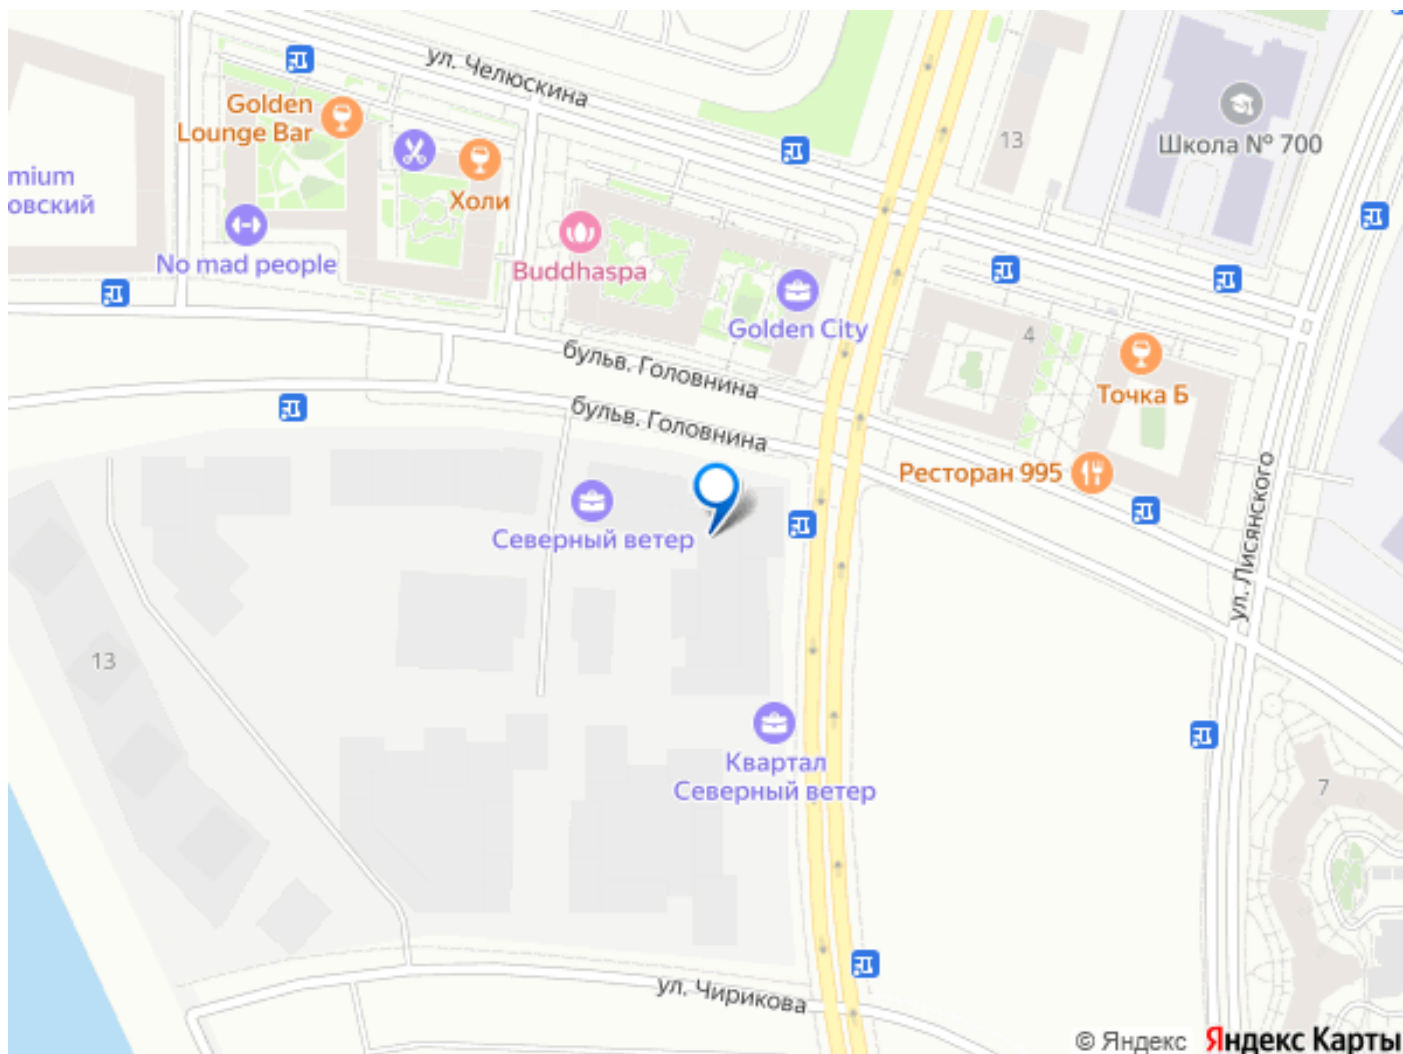 ул. Челюскина
Golden
Lounge Bar
13
Школа № 700
mium
овский
Холи
No mad people
Buddhaspa
Golden City
4
Точка Б
бульв. Головнина
бульв. Головнина
Ресторан 995
ул. Лисянского
Северный ветер
13
Квартал
Северный ветер
7
ул. Чирикова
© Яндекс Яндекс Карты